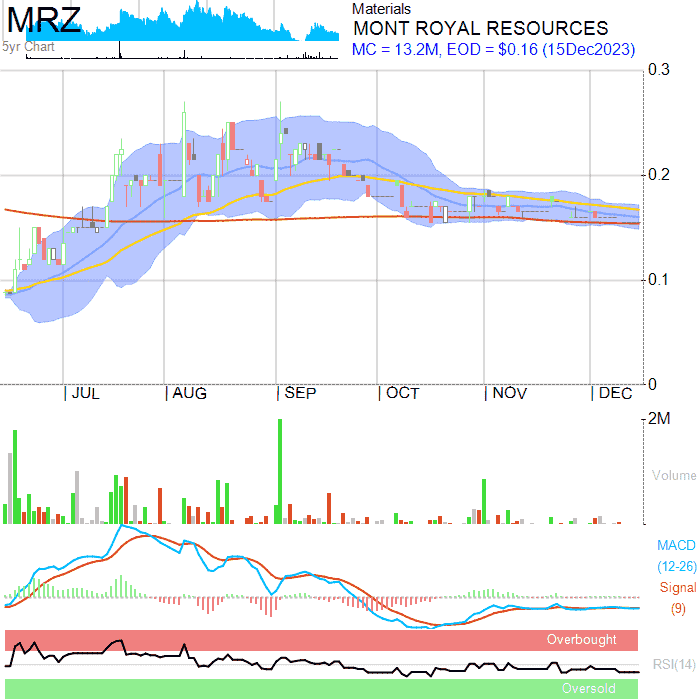 MRZ
5yr Chart
Materials
MONT ROYAL RESOURCES
MC = 13.2M, EOD = $0.16 (15Dec2023)
0.3
0.2
0.1
0
JUL
AUG
SEP
OCT
NOV
DEC
2M
Volume
MACD
(12-26)
Signal
(9)
Overbought
RSI(14)
Oversold